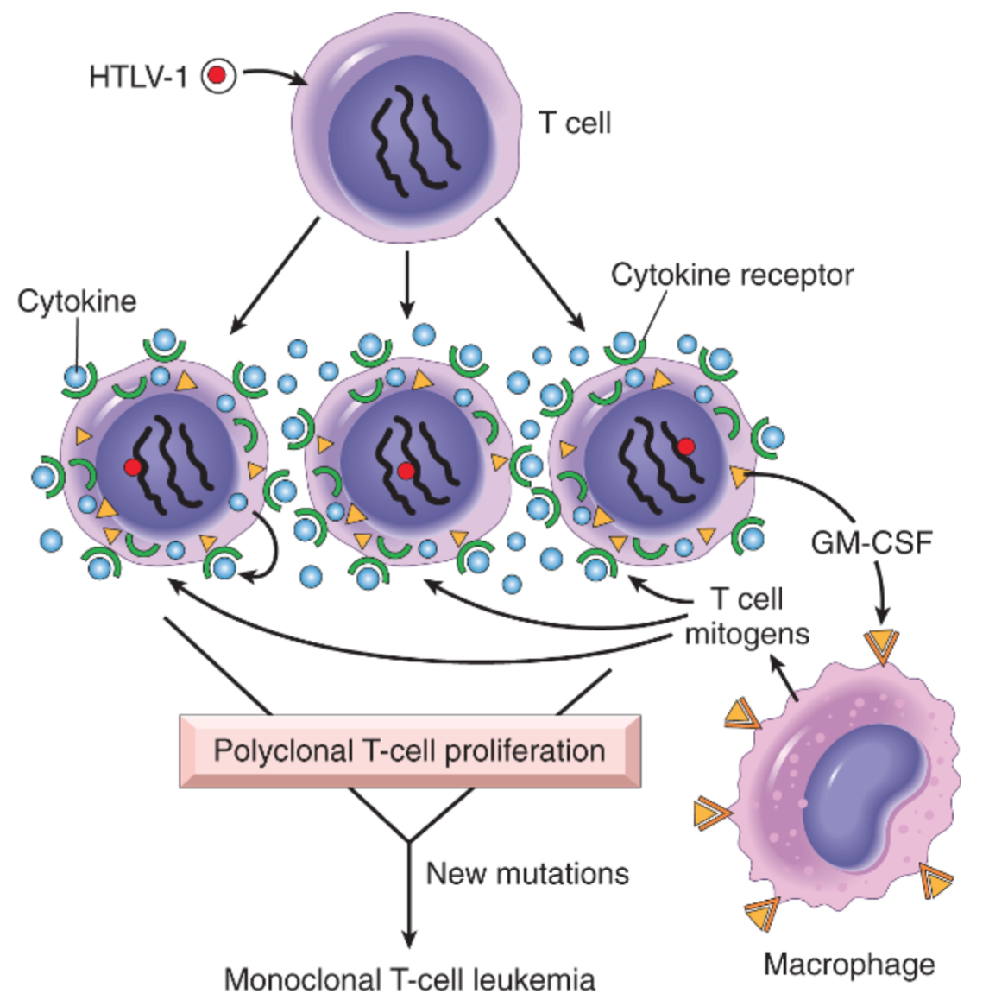 HTLV-1
T cell
Cytokine receptor
Cytokine
GM-CSF
T cell
mitogens
Polyclonal T-cell proliferation
New mutations
Macrophage
Monoclonal T-cell leukemia